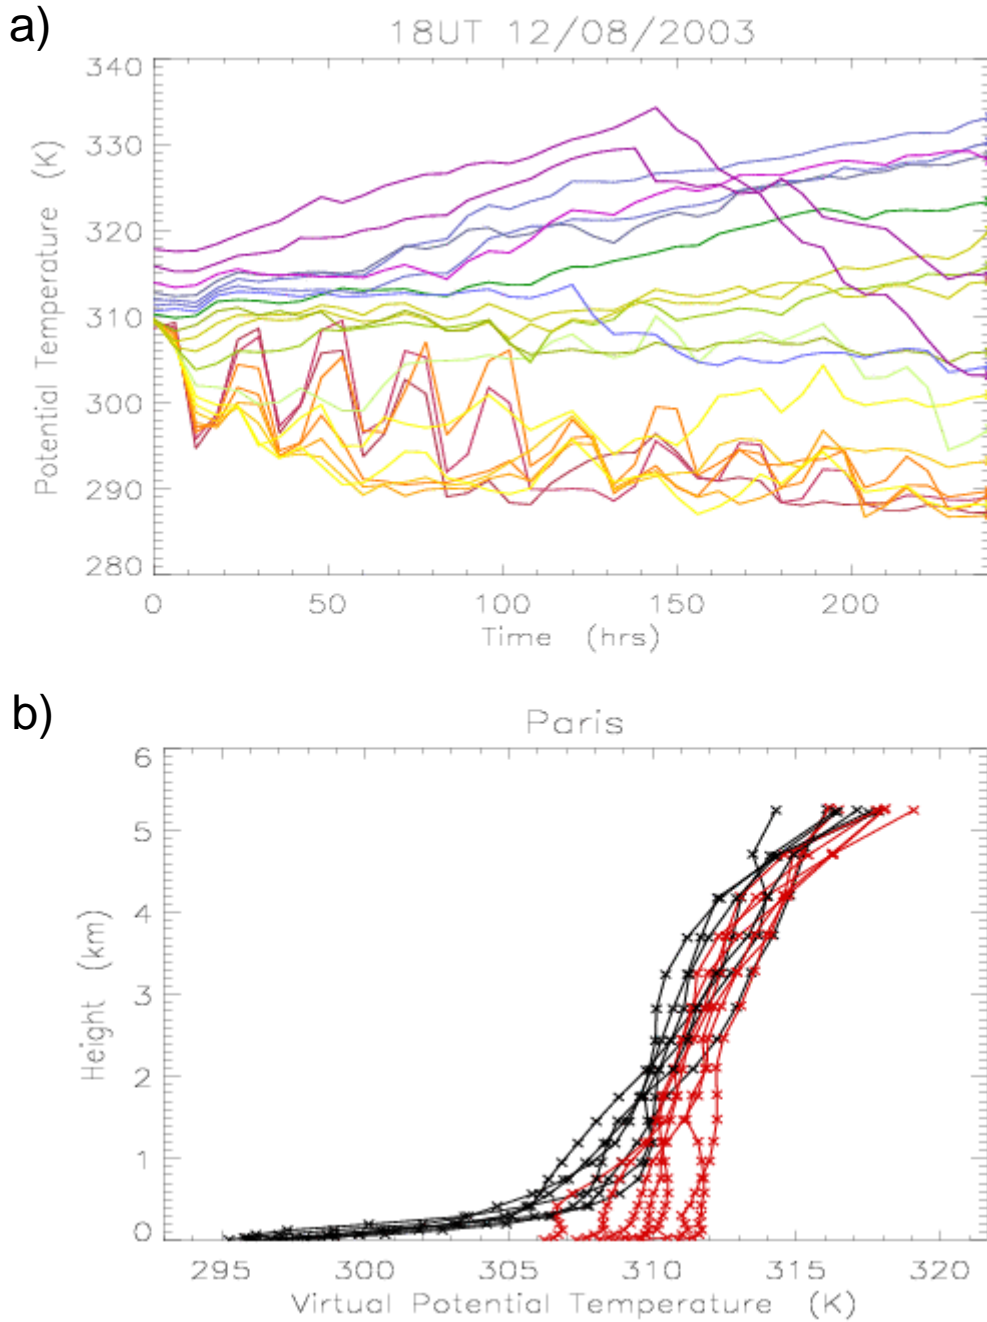 a)
18UT 12/08/2003
340
330
320
310
300
290
280
Potential Temperature (K)
0 50 100 150 200
Time (hrs)
b)
Paris
6
5
4
3
2
1
0
Height (km)
295 300 305 310 315 320
Virtual Potential Temperature (K)